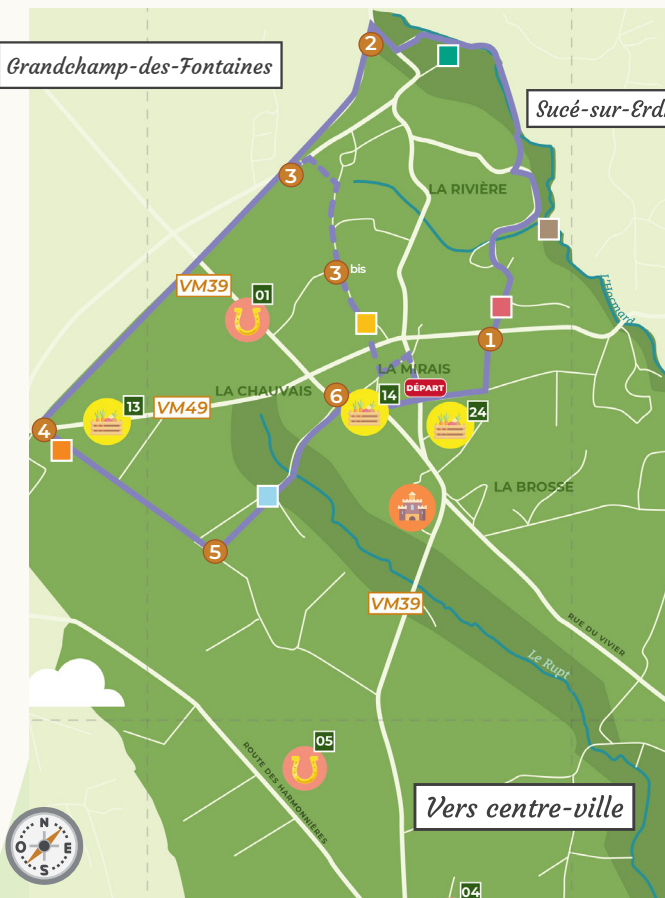 2
Grandchamp-des-Fontaines
Sucé-sur-Erd
3
LA RIVIÈRE
3 bis
VM39
01
L'Hocmard
1
LA MIRAIS
DÉPART
LA CHAUVAIS
6
14
13
VM49
24
4
LA BROSSE
5
VM39
RUE DU VIVIER
Le Rupt
05
ROUTE DES HARMONNIÈRES
Vers centre-ville
N
O
E
S
04